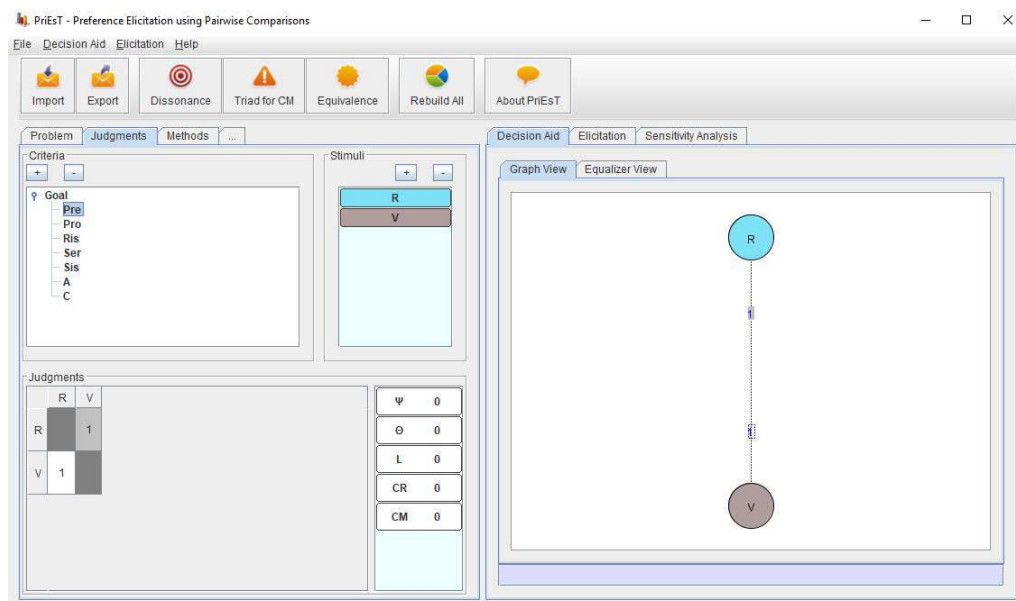 PriEsT - Preference Elicitation using Pairwise Comparisons
File Decision Aid Elicitation Help
Import Export Dissonance Triad for CM Equivalence Rebuild All About PriEsT
Problem Judgments Methods ...
Criteria
+ -
Goal
Pre
Pro
Ris
Ser
Sis
A
C
Stimuli
+ -
R
V
Judgments
R V
R 1
V 1
Ψ 0
Θ 0
L 0
CR 0
CM 0
Decision Aid Elicitation Sensitivity Analysis
Graph View Equalizer View
R
1
1
V